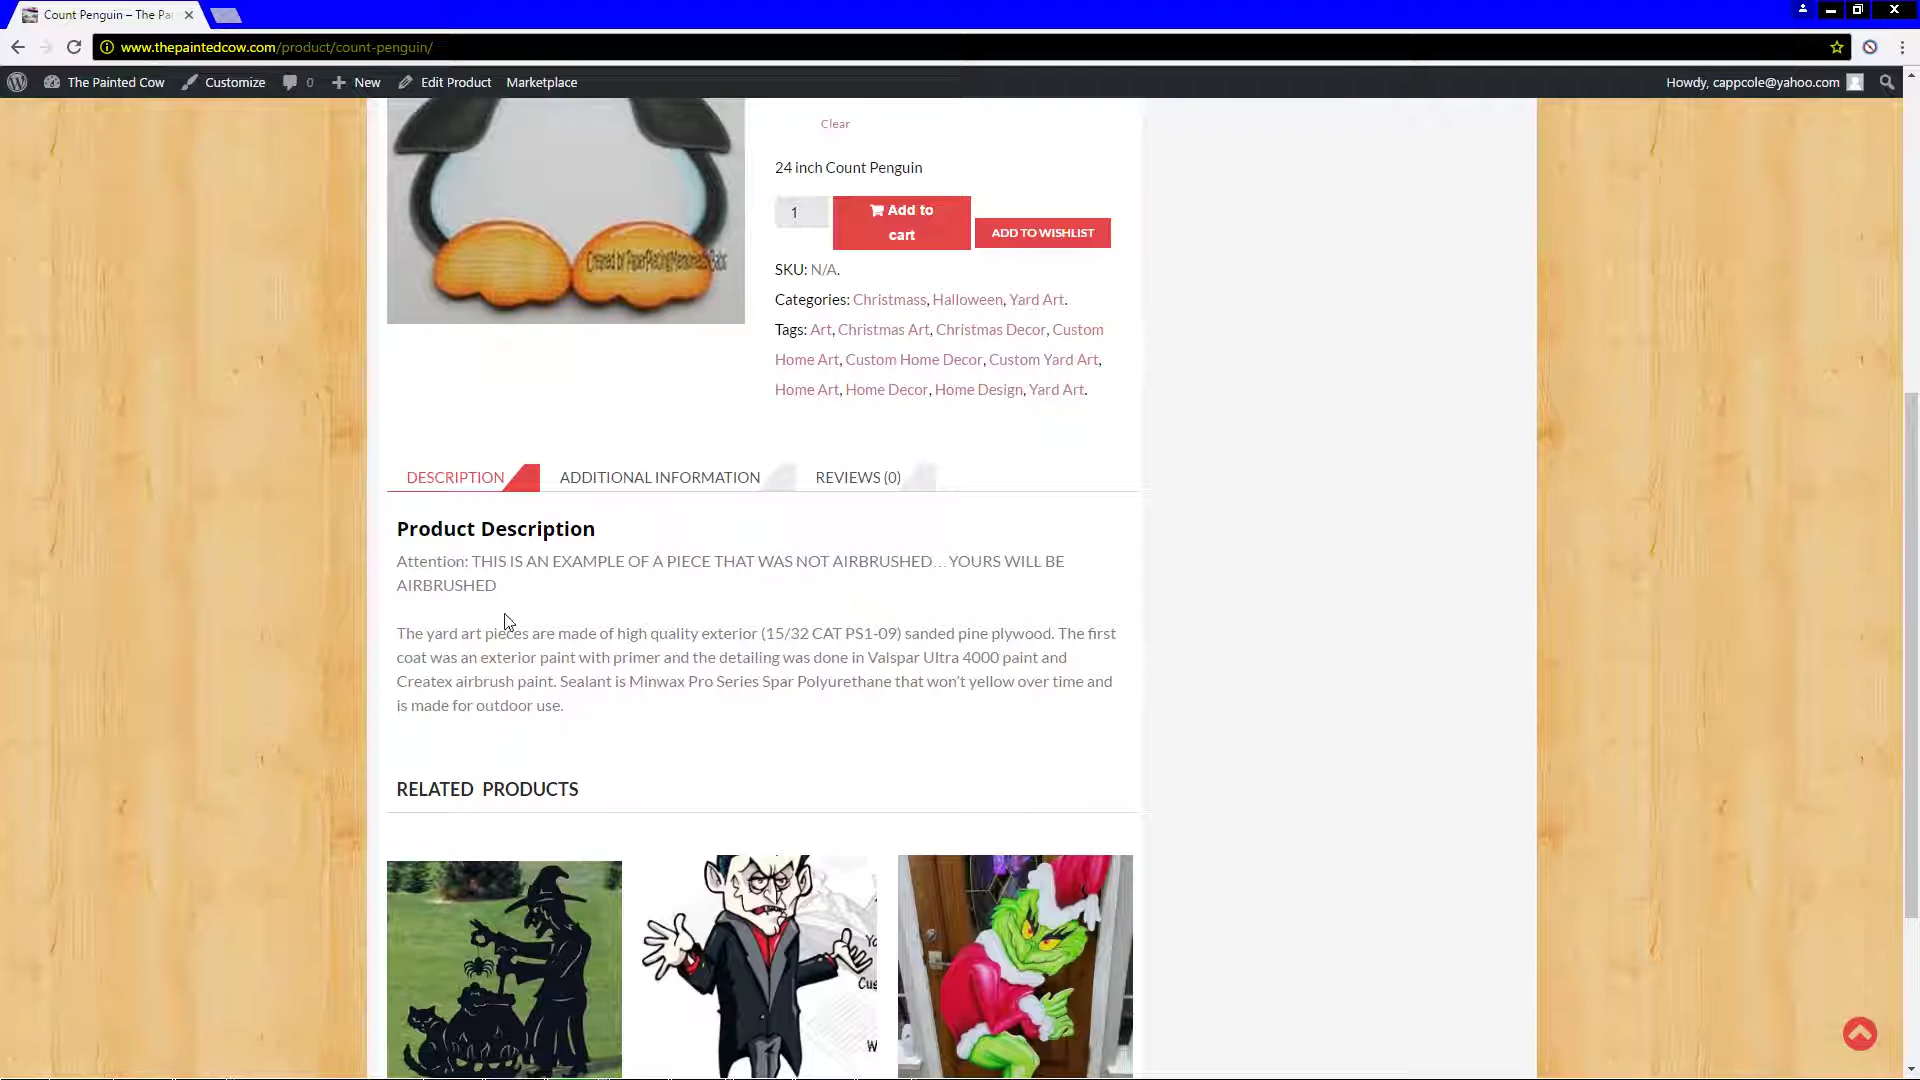 Count Penguin – The Pa
www.thepaintedcow.com/product/count-penguin/
The Painted Cow Customize 0 New Edit Product Marketplace Howdy, cappcole@yahoo.com
Clear
24 inch Count Penguin
1
Add to
cart
ADD TO WISHLIST
SKU: N/A.
Categories: Christmass, Halloween, Yard Art.
Tags: Art, Christmas Art, Christmas Decor, Custom
Home Art, Custom Home Decor, Custom Yard Art,
Home Art, Home Decor, Home Design, Yard Art.
DESCRIPTION ADDITIONAL INFORMATION REVIEWS (0)
Product Description
Attention: THIS IS AN EXAMPLE OF A PIECE THAT WAS NOT AIRBRUSHED…YOURS WILL BE
AIRBRUSHED
The yard art pieces are made of high quality exterior (15/32 CAT PS1-09) sanded pine plywood. The first
coat was an exterior paint with primer and the detailing was done in Valspar Ultra 4000 paint and
Createx airbrush paint. Sealant is Minwax Pro Series Spar Polyurethane that won’t yellow over time and
is made for outdoor use.
RELATED PRODUCTS
Yo
Cus
W